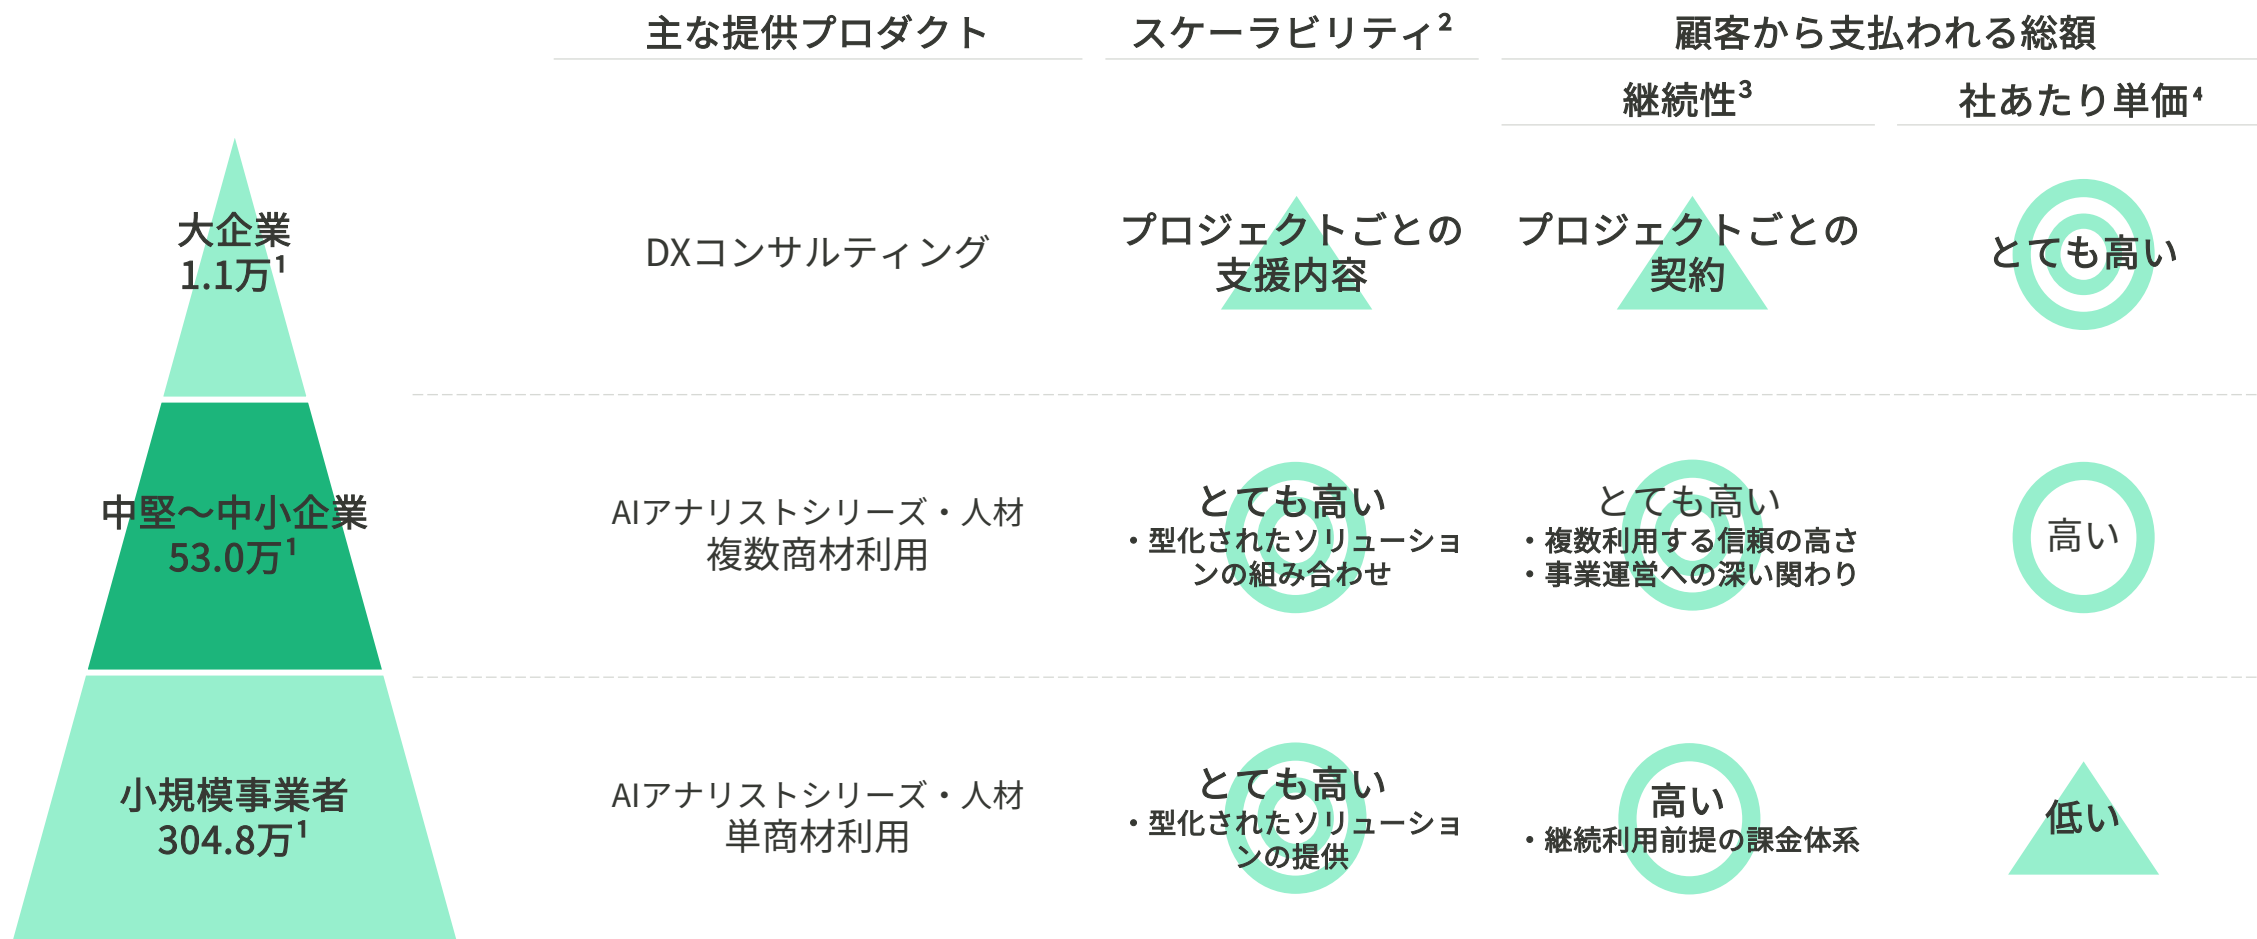 主な提供プロダクト
スケーラビリティ²
顧客から支払われる総額
継続性³
社あたり単価⁴
大企業
1.1万¹
DXコンサルティング
プロジェクトごとの
支援内容
プロジェクトごとの
契約
とても高い
中堅～中小企業
53.0万¹
AIアナリストシリーズ・人材
複数商材利用
とても高い
・型化されたソリューショ
ンの組み合わせ
とても高い
・複数利用する信頼の高さ
・事業運営への深い関わり
高い
小規模事業者
304.8万¹
AIアナリストシリーズ・人材
単商材利用
とても高い
・型化されたソリューショ
ンの提供
高い
・継続利用前提の課金体系
低い